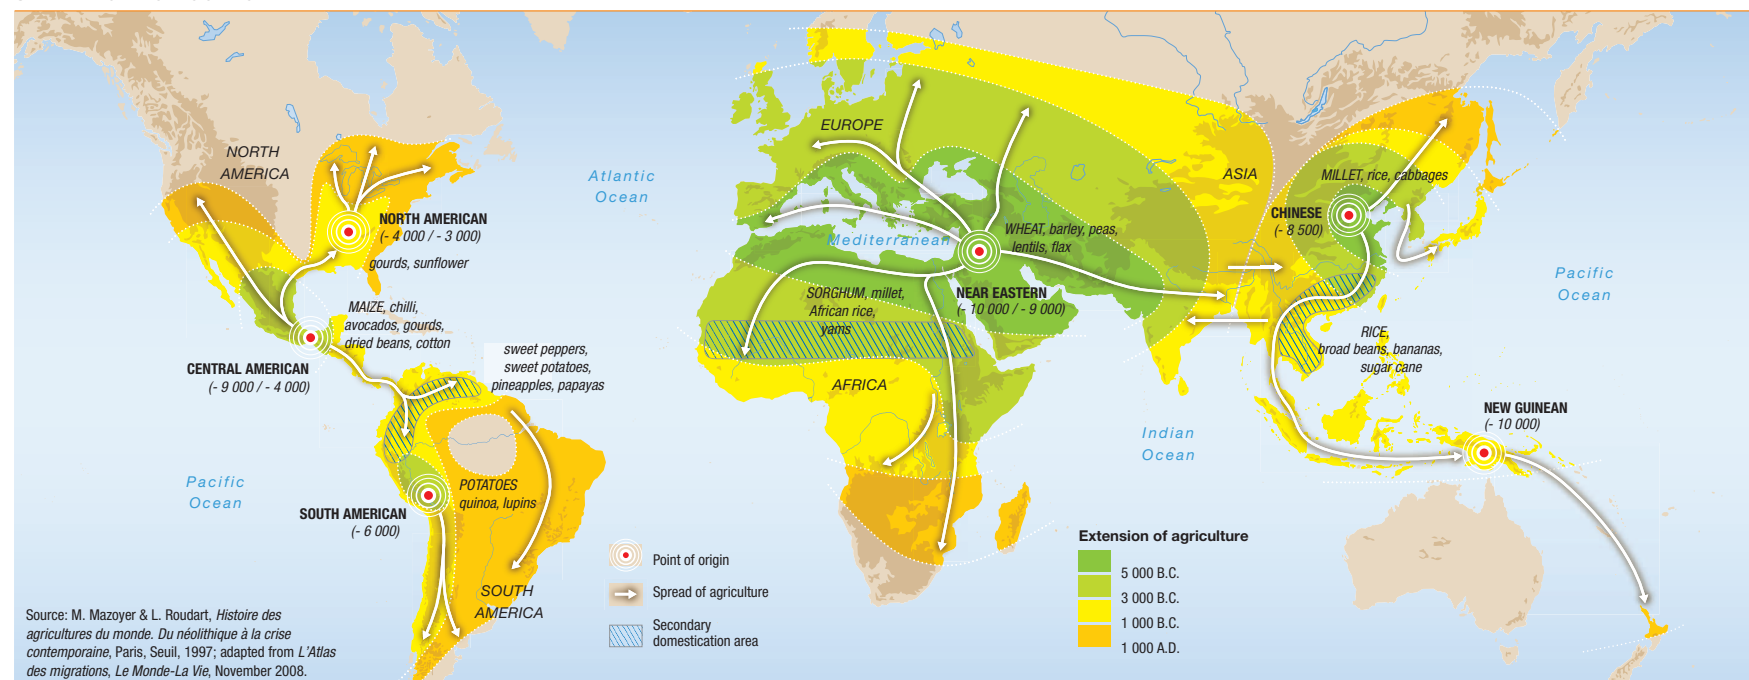 NORTH
AMERICA
NORTH AMERICAN
(- 4 000 / - 3 000)
gourds, sunflower
MAIZE, chilli,
avocados, gourds,
dried beans, cotton
CENTRAL AMERICAN
(- 9 000 / - 4 000)
sweet peppers,
sweet potatoes,
pineapples, papayas
Pacific
Ocean
SOUTH AMERICAN
(- 6 000)
POTATOES
quinoa, lupins
SOUTH
AMERICA
Atlantic
Ocean
EUROPE
Mediterranean
WHEAT, barley, peas,
lentils, flax
NEAR EASTERN
(- 10 000 / - 9 000)
SORGHUM, millet,
African rice,
yams
AFRICA
ASIA
MILLET, rice, cabbages
CHINESE
(- 8 500)
Pacific
Ocean
RICE,
broad beans, bananas,
sugar cane
NEW GUINEAN
(- 10 000)
Indian
Ocean
Point of origin
Spread of agriculture
Secondary
domestication area
Extension of agriculture
5 000 B.C.
3 000 B.C.
1 000 B.C.
1 000 A.D.
Source: M. Mazoyer & L. Roudart, Histoire des
agricultures du monde. Du néolithique à la crise
contemporaine, Paris, Seuil, 1997; adapted from L'Atlas
des migrations, Le Monde-La Vie, November 2008.